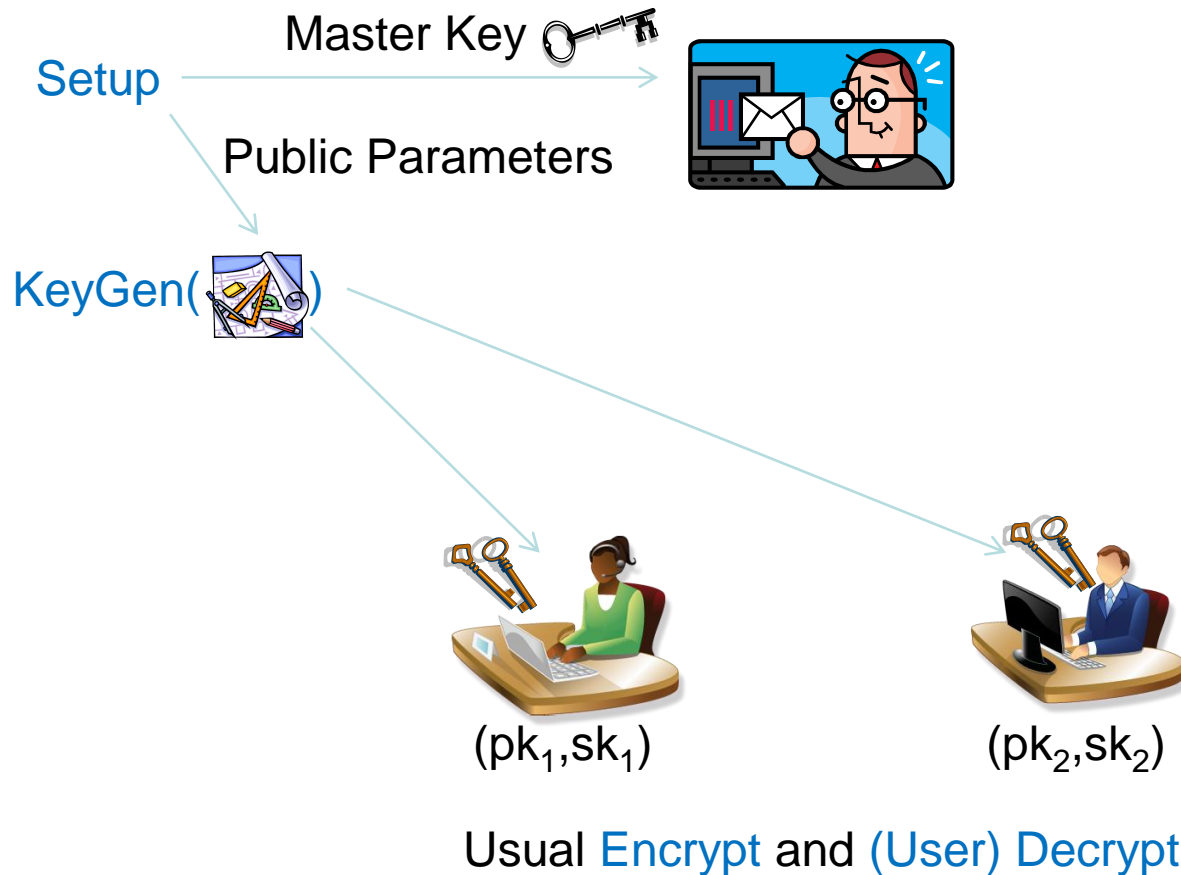 Master Key
Setup
Public Parameters
KeyGen( )
(pk₁,sk₁)
(pk₂,sk₂)
Usual Encrypt and (User) Decrypt